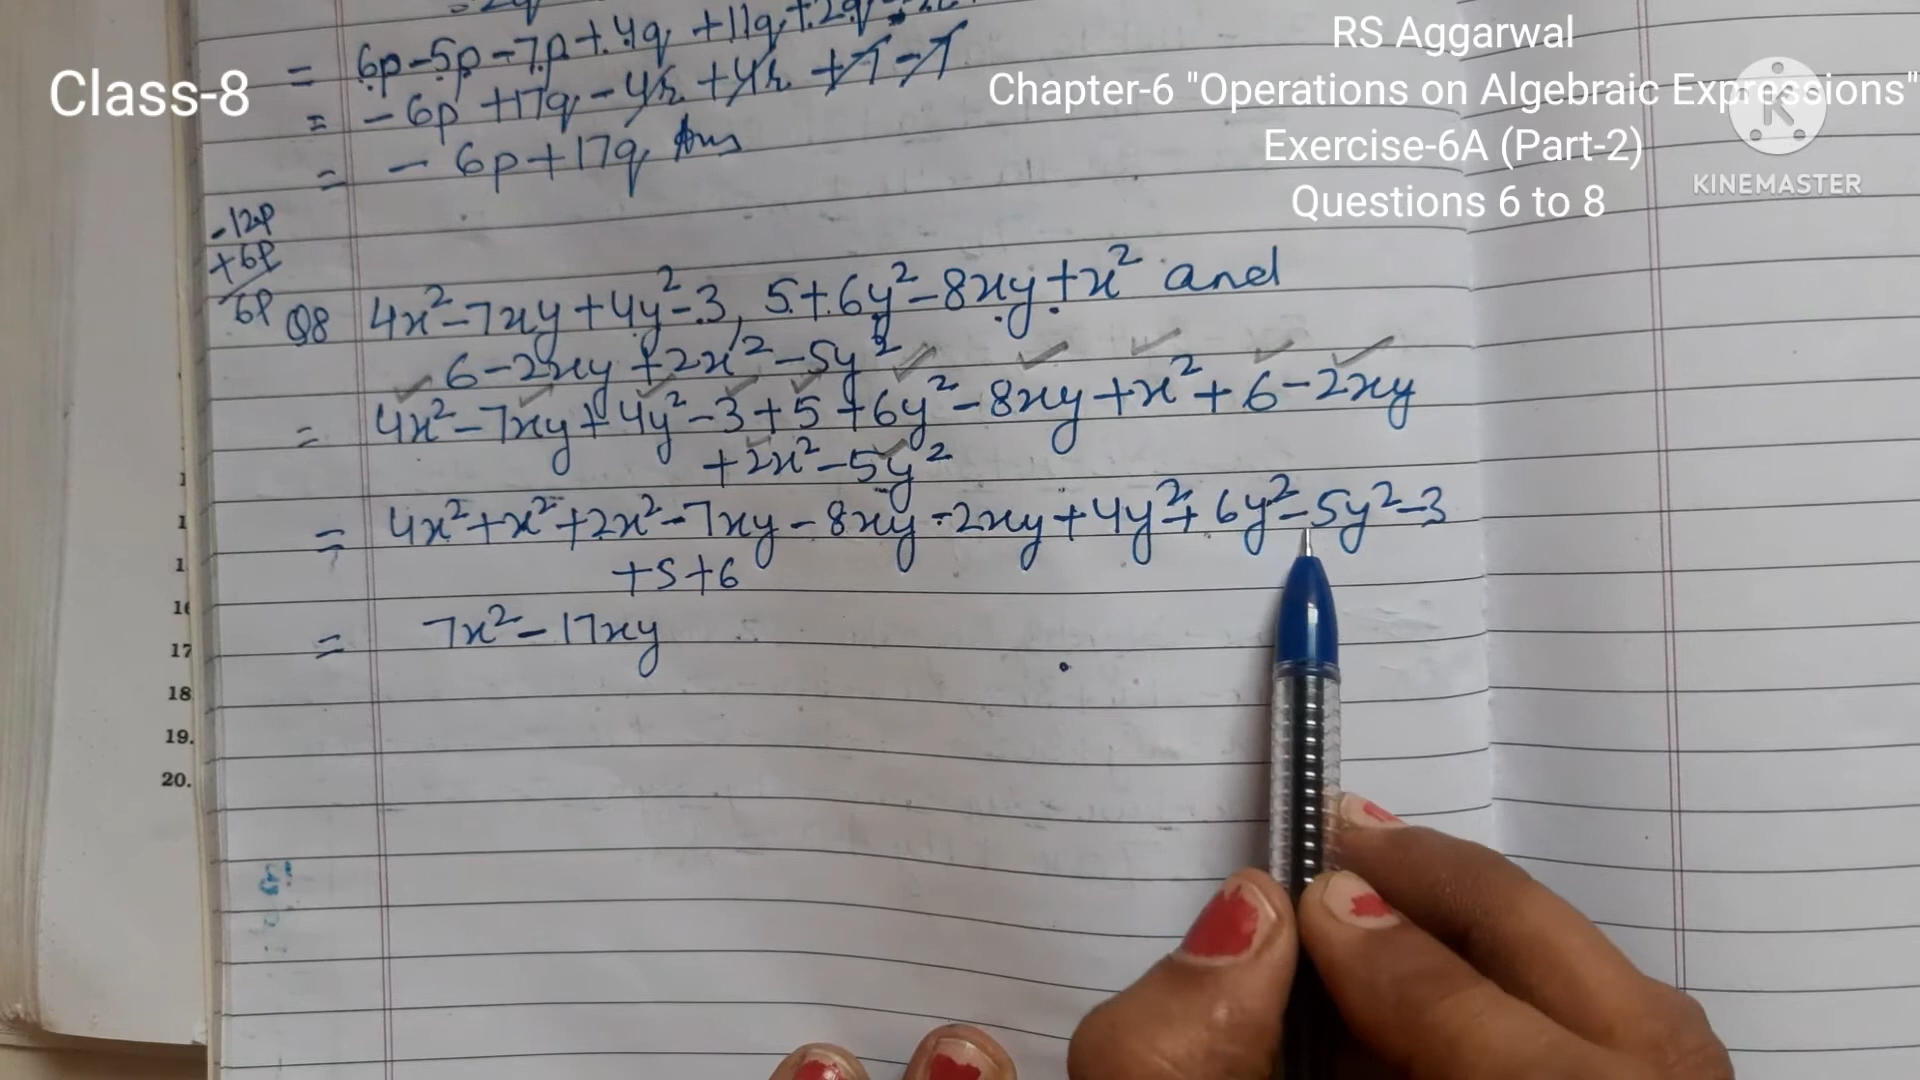 Class-8
RS Aggarwal
Chapter-6 "Operations on Algebraic Expressions"
Exercise-6A (Part-2)
Questions 6 to 8
KINEMASTER
= 6p-5p-7p+4q+11q+2q
= -6p+17q-4r+4r+7-7
= -6p+17q Ans
-12p
+6p
6p
Q8 4x²-7xy+4y²-3, 5+6y²-8xy+x² and
6-2xy+2x²-5y²
= 4x²-7xy+4y²-3+5+6y²-8xy+x²+6-2xy
+2x²-5y²
= 4x²+x²+2x²-7xy-8xy-2xy+4y²+6y²-5y²-3
+5+6
= 7x²-17xy
17
18
19.
20.